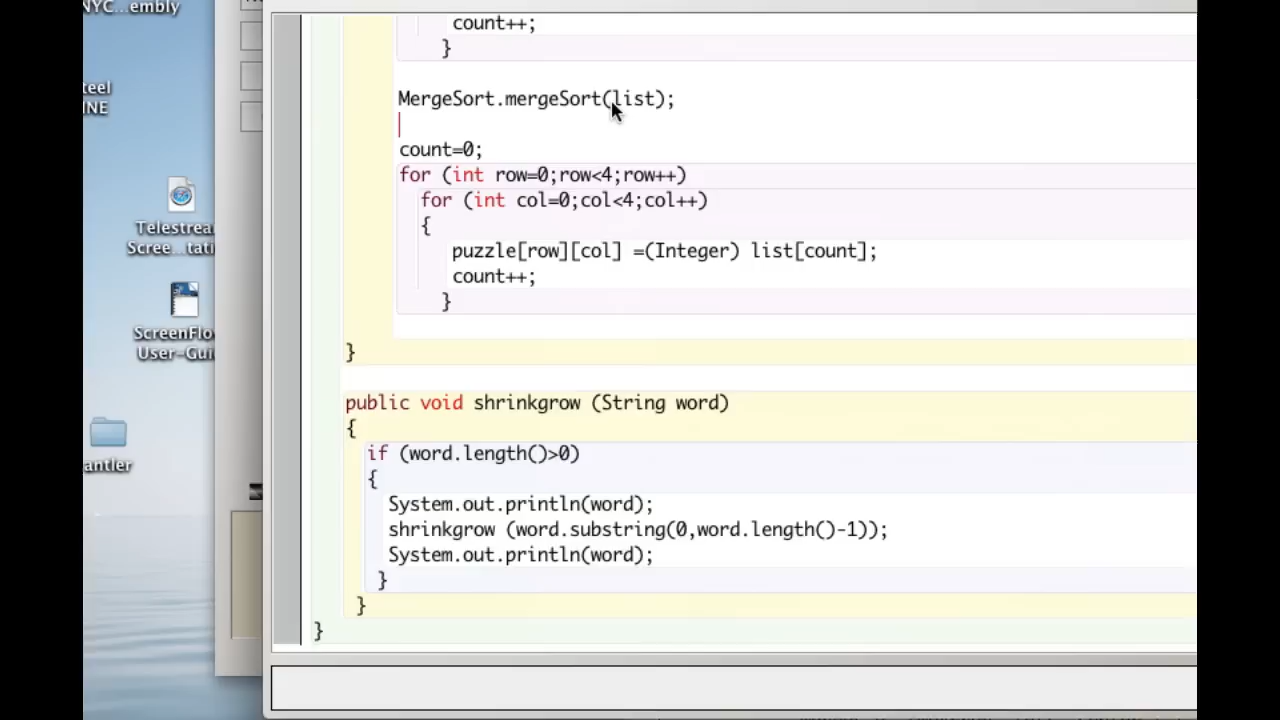 NYC...embly
count++;
}
MergeSort.mergeSort(list);
count=0;
for (int row=0;row<4;row++)
for (int col=0;col<4;col++)
{
puzzle[row][col] =(Integer) list[count];
count++;
}
}
public void shrinkgrow (String word)
{
if (word.length()>0)
{
System.out.println(word);
shrinkgrow (word.substring(0,word.length()-1));
System.out.println(word);
}
}
}
teel
INE
Telestrea
Scree...tati
ScreenFlo
User-Gui
antler